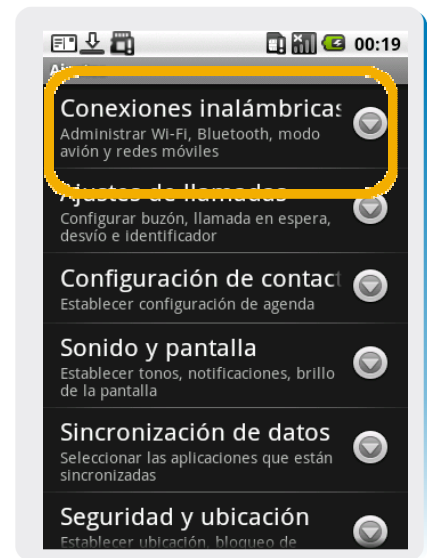 00:19
Conexiones inalámbricas
Administrar Wi-Fi, Bluetooth, modo
avión y redes móviles
Ajustes de llamadas
Configurar buzón, llamada en espera,
desvío e identificador
Configuración de contact
Establecer configuración de agenda
Sonido y pantalla
Establecer tonos, notificaciones, brillo
de la pantalla
Sincronización de datos
Seleccionar las aplicaciones que están
sincronizadas
Seguridad y ubicación
Establecer ubicación, bloqueo de